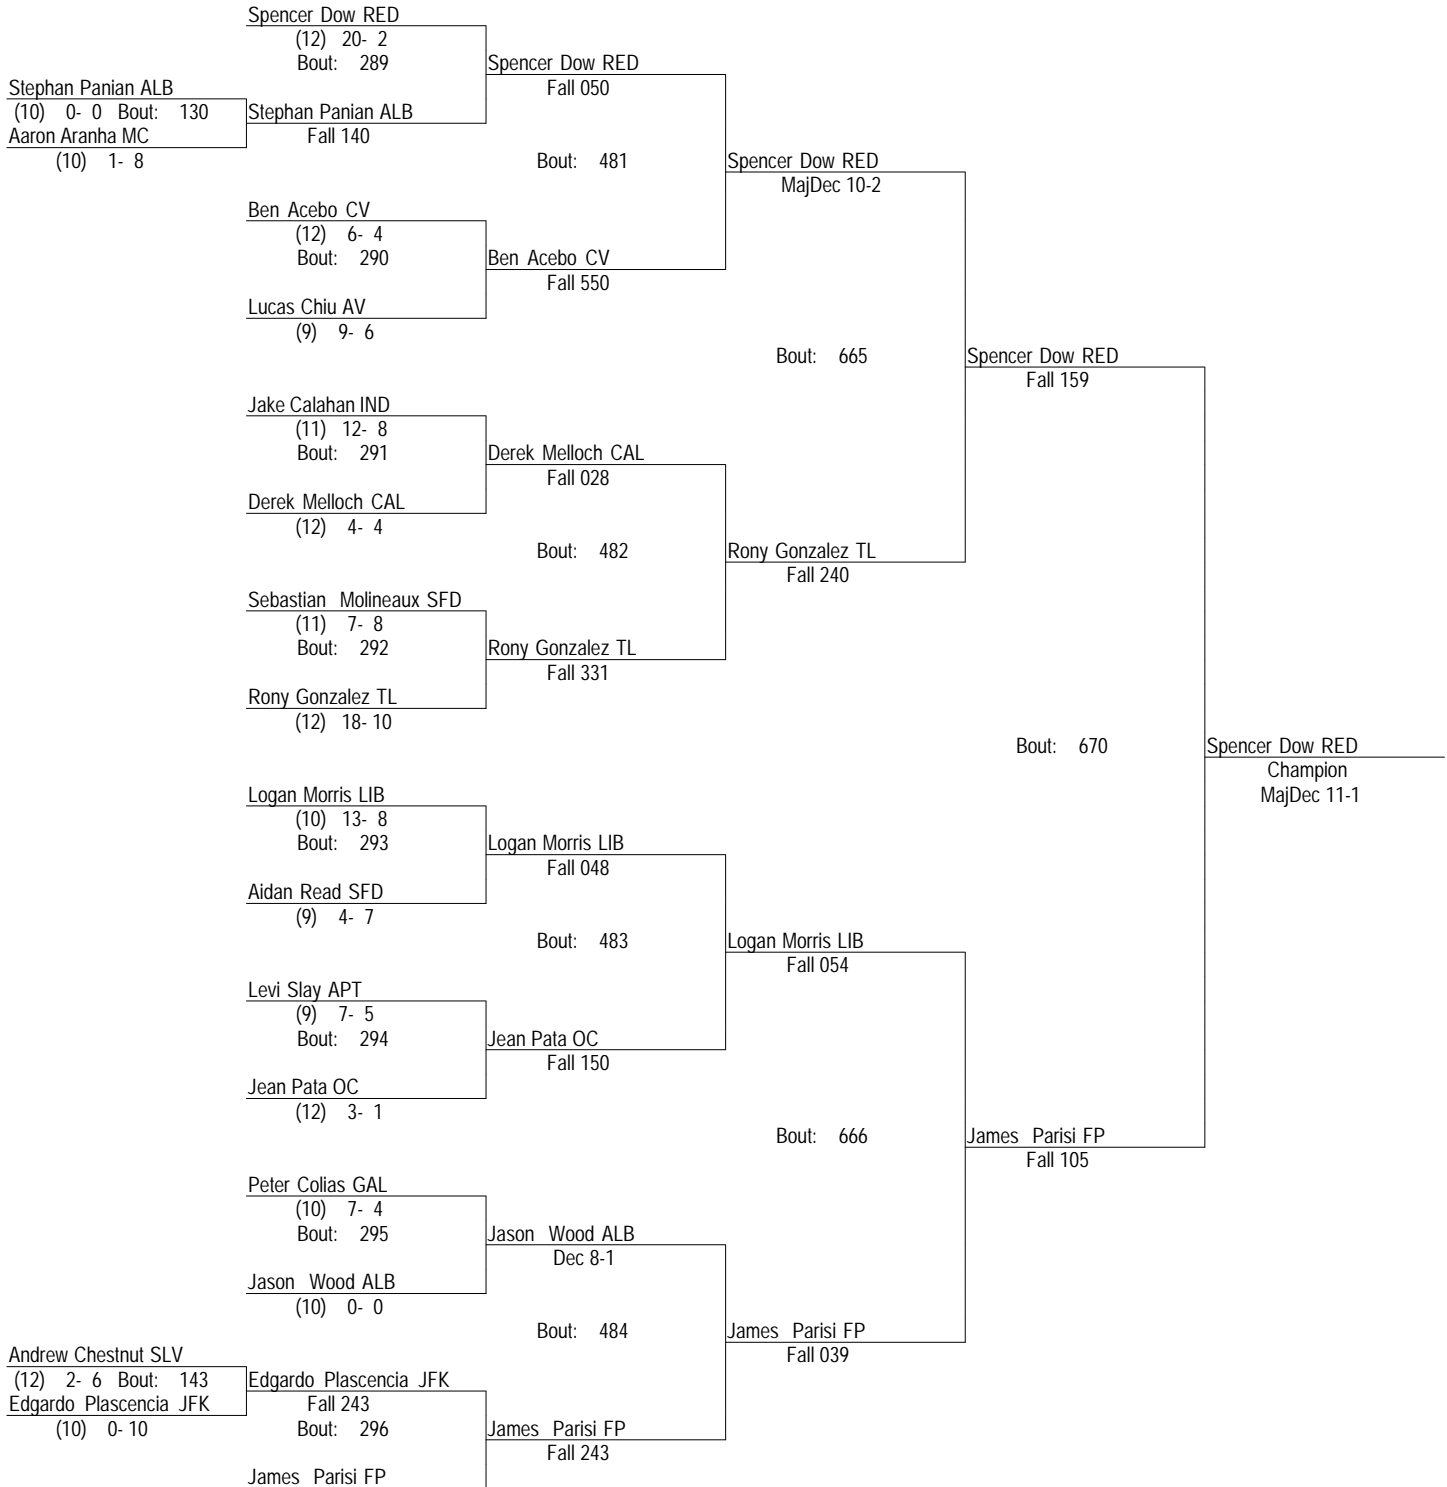 Spencer Dow RED
(12) 20- 2
Bout: 289
Spencer Dow RED
Fall 050
Stephan Panian ALB
(10) 0- 0 Bout: 130
Stephan Panian ALB
Fall 140
Aaron Aranha MC
(10) 1- 8
Bout: 481
Spencer Dow RED
MajDec 10-2
Ben Acebo CV
(12) 6- 4
Bout: 290
Ben Acebo CV
Fall 550
Lucas Chiu AV
(9) 9- 6
Bout: 665
Spencer Dow RED
Fall 159
Jake Calahan IND
(11) 12- 8
Bout: 291
Derek Melloch CAL
Fall 028
Derek Melloch CAL
(12) 4- 4
Bout: 482
Rony Gonzalez TL
Fall 240
Sebastian Molineaux SFD
(11) 7- 8
Bout: 292
Rony Gonzalez TL
Fall 331
Rony Gonzalez TL
(12) 18- 10
Bout: 670
Spencer Dow RED
Champion
MajDec 11-1
Logan Morris LIB
(10) 13- 8
Bout: 293
Logan Morris LIB
Fall 048
Aidan Read SFD
(9) 4- 7
Bout: 483
Logan Morris LIB
Fall 054
Levi Slay APT
(9) 7- 5
Bout: 294
Jean Pata OC
Fall 150
Jean Pata OC
(12) 3- 1
Bout: 666
James Parisi FP
Fall 105
Peter Colias GAL
(10) 7- 4
Bout: 295
Jason Wood ALB
Dec 8-1
Jason Wood ALB
(10) 0- 0
Bout: 484
James Parisi FP
Fall 039
Andrew Chestnut SLV
(12) 2- 6 Bout: 143
Edgardo Plascencia JFK
Fall 243
Edgardo Plascencia JFK
(10) 0- 10
Bout: 296
James Parisi FP
Fall 243
James Parisi FP